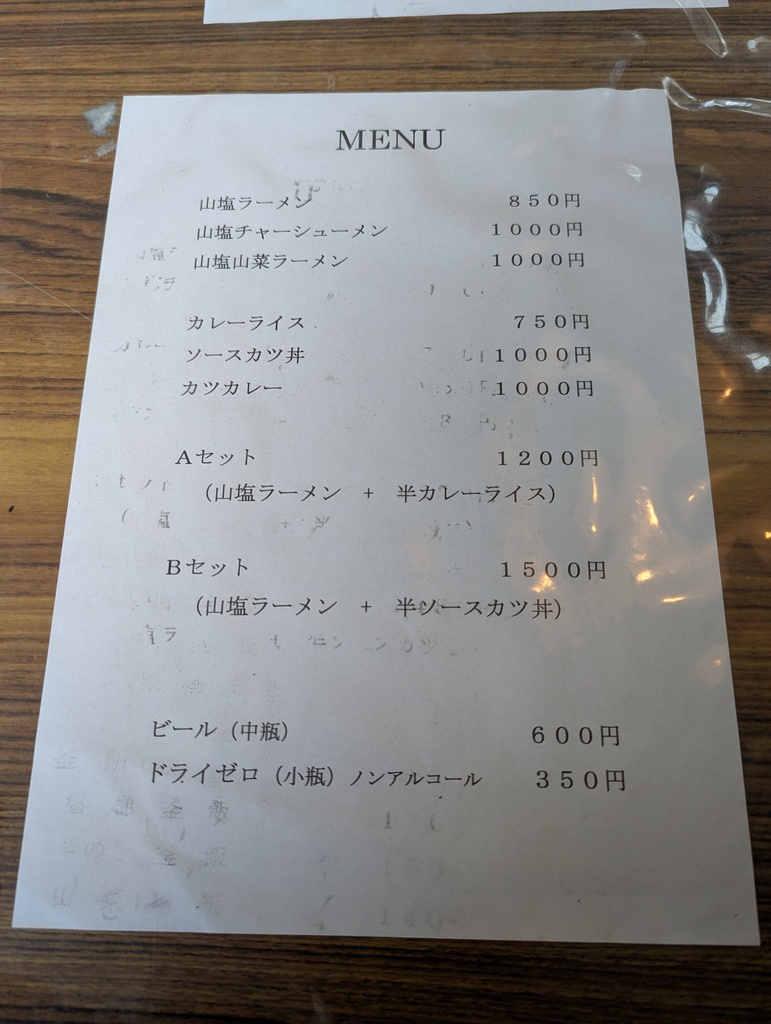 MENU
山塩ラーメン　８５０円
山塩チャーシューメン　１０００円
山塩山菜ラーメン　１０００円
カレーライス　７５０円
ソースカツ丼　１０００円
カツカレー　１０００円
Ａセット　１２００円
（山塩ラーメン　+　半カレーライス）
Ｂセット　１５００円
（山塩ラーメン　+　半ソースカツ丼）
ビール（中瓶）　６００円
ドライゼロ（小瓶）ノンアルコール　３５０円